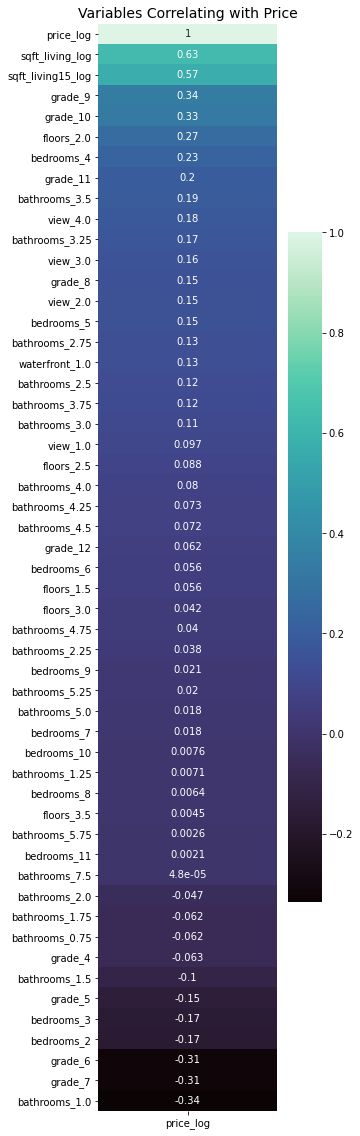 Variables Correlating with Price
price_log 1
sqft_living_log 0.63
sqft_living15_log 0.57
grade_9 0.34
grade_10 0.33
floors_2.0 0.27
bedrooms_4 0.23
grade_11 0.2
bathrooms_3.5 0.19
view_4.0 0.18
bathrooms_3.25 0.17
view_3.0 0.16
grade_8 0.15
view_2.0 0.15
bedrooms_5 0.15
bathrooms_2.75 0.13
waterfront_1.0 0.13
bathrooms_2.5 0.12
bathrooms_3.75 0.12
bathrooms_3.0 0.11
view_1.0 0.097
floors_2.5 0.088
bathrooms_4.0 0.08
bathrooms_4.25 0.073
bathrooms_4.5 0.072
grade_12 0.062
bedrooms_6 0.056
floors_1.5 0.056
floors_3.0 0.042
bathrooms_4.75 0.04
bathrooms_2.25 0.038
bedrooms_9 0.021
bathrooms_5.25 0.02
bathrooms_5.0 0.018
bedrooms_7 0.018
bedrooms_10 0.0076
bathrooms_1.25 0.0071
bedrooms_8 0.0064
floors_3.5 0.0045
bathrooms_5.75 0.0026
bedrooms_11 0.0021
bathrooms_7.5 4.8e-05
bathrooms_2.0 -0.047
bathrooms_1.75 -0.062
bathrooms_0.75 -0.062
grade_4 -0.063
bathrooms_1.5 -0.1
grade_5 -0.15
bedrooms_3 -0.17
bedrooms_2 -0.17
grade_6 -0.31
grade_7 -0.31
bathrooms_1.0 -0.34
price_log
1.0
0.8
0.6
0.4
0.2
0.0
−0.2